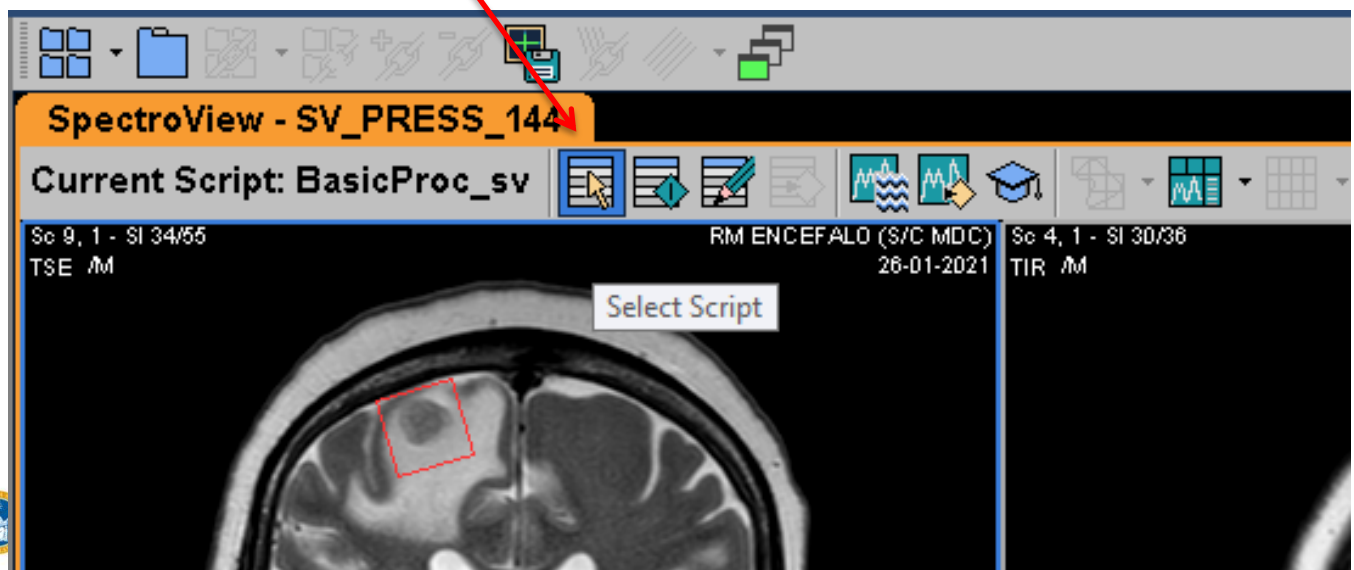 SpectroView - SV_PRESS_144
Current Script: BasicProc_sv
Sc 9, 1 - Sl 34/55
TSE /M
RM ENCEFALO (S/C MDC)
26-01-2021
Sc 4, 1 - Sl 30/36
TIR /M
Select Script